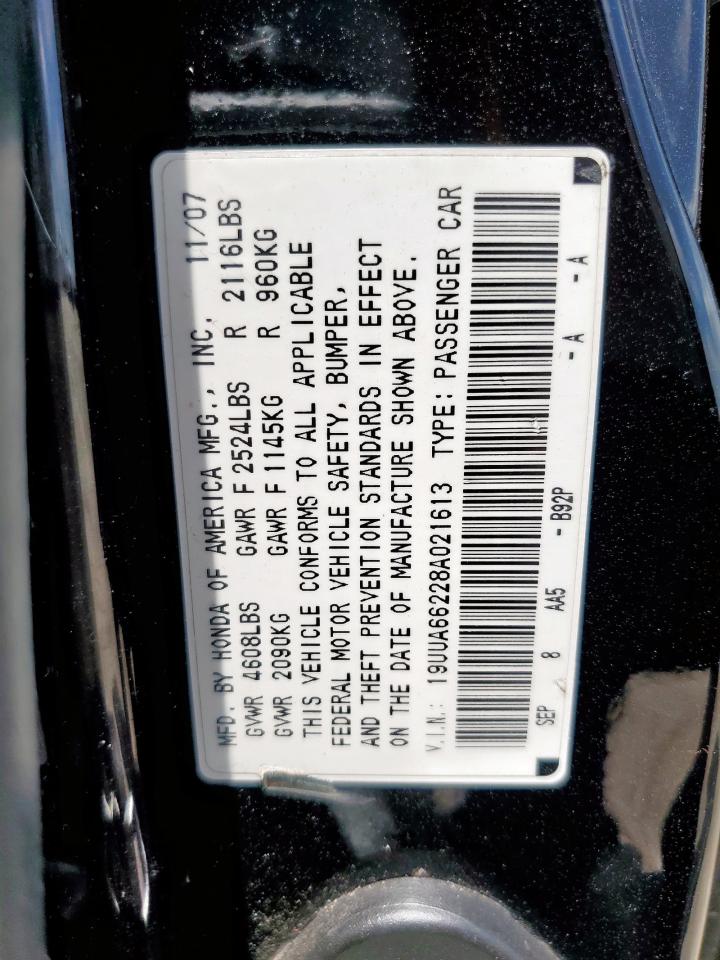 MFD. BY HONDA OF AMERICA MFG., INC. 11/07
GVWR 4608LBS GAWR F 2524LBS R 2116LBS
GVWR 2090KG GAWR F 1145KG R 960KG
THIS VEHICLE CONFORMS TO ALL APPLICABLE
FEDERAL MOTOR VEHICLE SAFETY, BUMPER,
AND THEFT PREVENTION STANDARDS IN EFFECT
ON THE DATE OF MANUFACTURE SHOWN ABOVE.
V.I.N.: 19UUA66228A021613 TYPE: PASSENGER CAR
SEP 8 AA5 - B92P - A - A